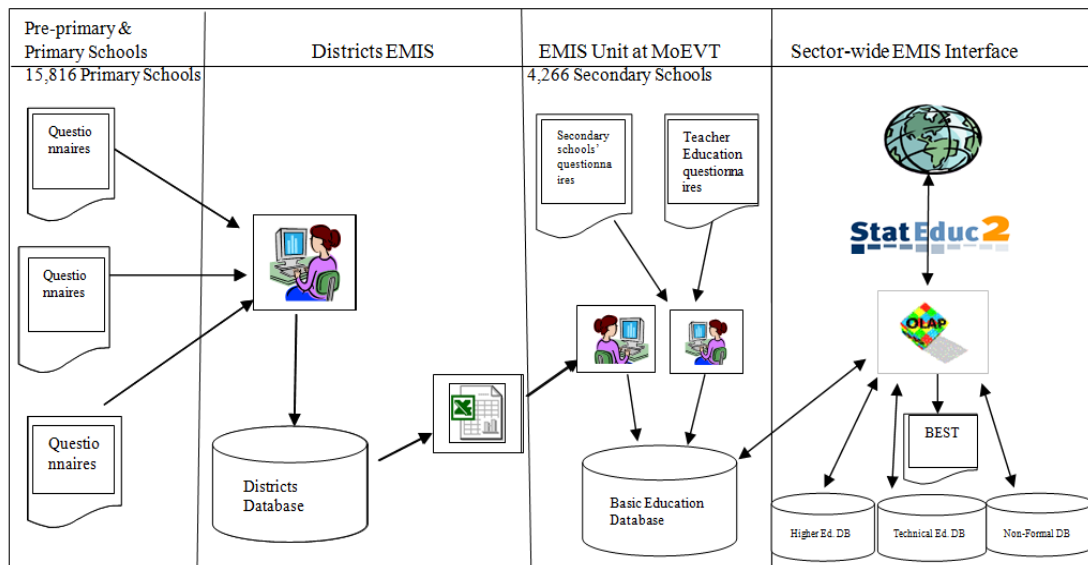 Pre-primary &
Primary Schools
15,816 Primary Schools
Questio
nnaires
Questio
nnaires
Questio
nnaires
Districts EMIS
Districts
Database
EMIS Unit at MoEVT
4,266 Secondary Schools
Secondary
schools’
questionna
ires
Teacher
Education
questionna
ires
Basic Education
Database
Sector-wide EMIS Interface
StatEduc2
OLAP
BEST
Higher Ed. DB
Technical Ed. DB
Non-Formal DB